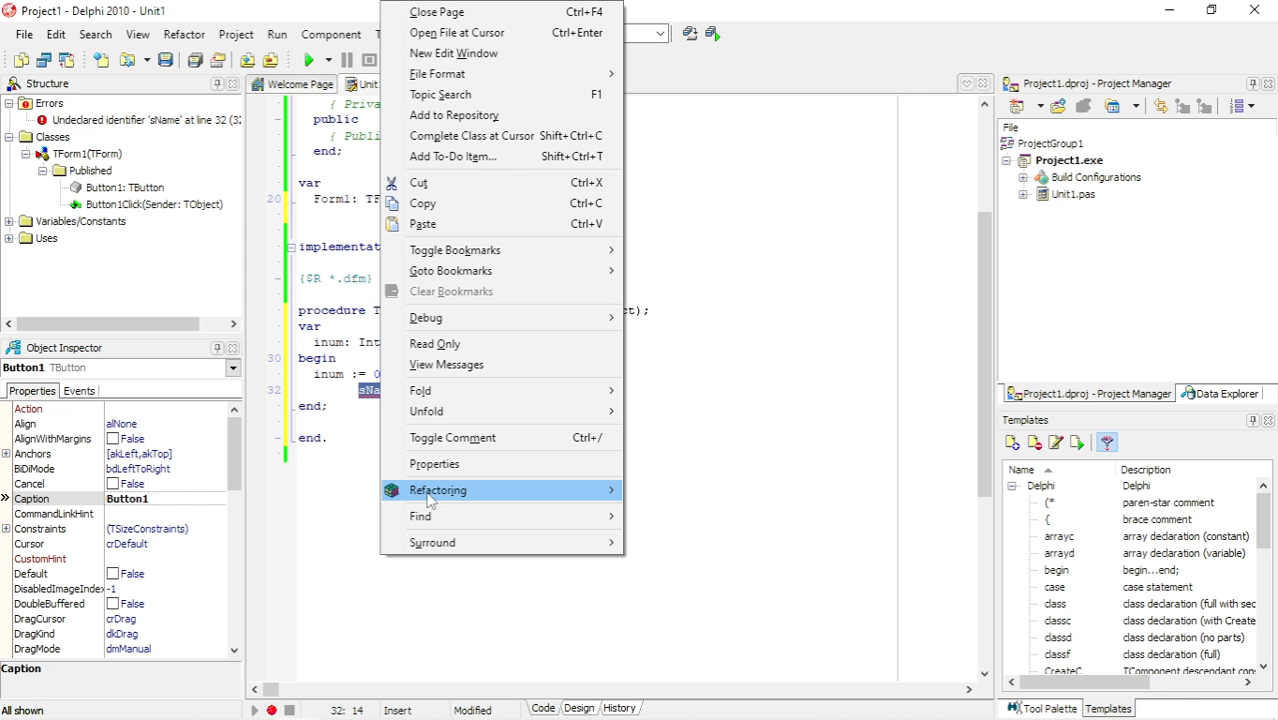 Project1 - Delphi 2010 - Unit1
File Edit Search View Refactor Project Run Component
Structure
Errors
Undeclared identifier 'sName' at line 32 (32
Classes
TForm1(TForm)
Published
Button1: TButton
Button1Click(Sender: TObject)
Variables/Constants
Uses
Object Inspector
Button1 TButton
Properties Events
Action
Align alNone
AlignWithMargins False
Anchors [akLeft,akTop]
BiDiMode bdLeftToRight
Cancel False
Caption Button1
CommandLinkHint
Constraints (TSizeConstraints)
Cursor crDefault
CustomHint
Default False
DisabledImageIndex -1
DoubleBuffered False
DragCursor crDrag
DragKind dkDrag
DragMode dmManual
Caption
All shown
Welcome Page Unit
{ Priva
public
{ Publi
end;
var
20 Form1: TF
implementat
{$R *.dfm}
procedure T ct);
var
inum: Int
30 begin
inum := 0
32 sNa
end;
end.
32: 14 Insert Modified Code Design History
Close Page Ctrl+F4
Open File at Cursor Ctrl+Enter
New Edit Window
File Format
Topic Search F1
Add to Repository
Complete Class at Cursor Shift+Ctrl+C
Add To-Do Item... Shift+Ctrl+T
Cut Ctrl+X
Copy Ctrl+C
Paste Ctrl+V
Toggle Bookmarks
Goto Bookmarks
Clear Bookmarks
Debug
Read Only
View Messages
Fold
Unfold
Toggle Comment Ctrl+/
Properties
Refactoring
Find
Surround
Project1.dproj - Project Manager
File
ProjectGroup1
Project1.exe
Build Configurations
Unit1.pas
Project1.dproj - Project Manager Data Explorer
Templates
Name Description
Delphi Delphi
(* paren-star comment
{ brace comment
arrayc array declaration (constant)
arrayd array declaration (variable)
begin begin...end;
case case statement
class class declaration (full with sec
classc class declaration (with Create
classd class declaration (no parts)
classf class declaration (full)
CreateC TComponent descendant con
Tool Palette Templates